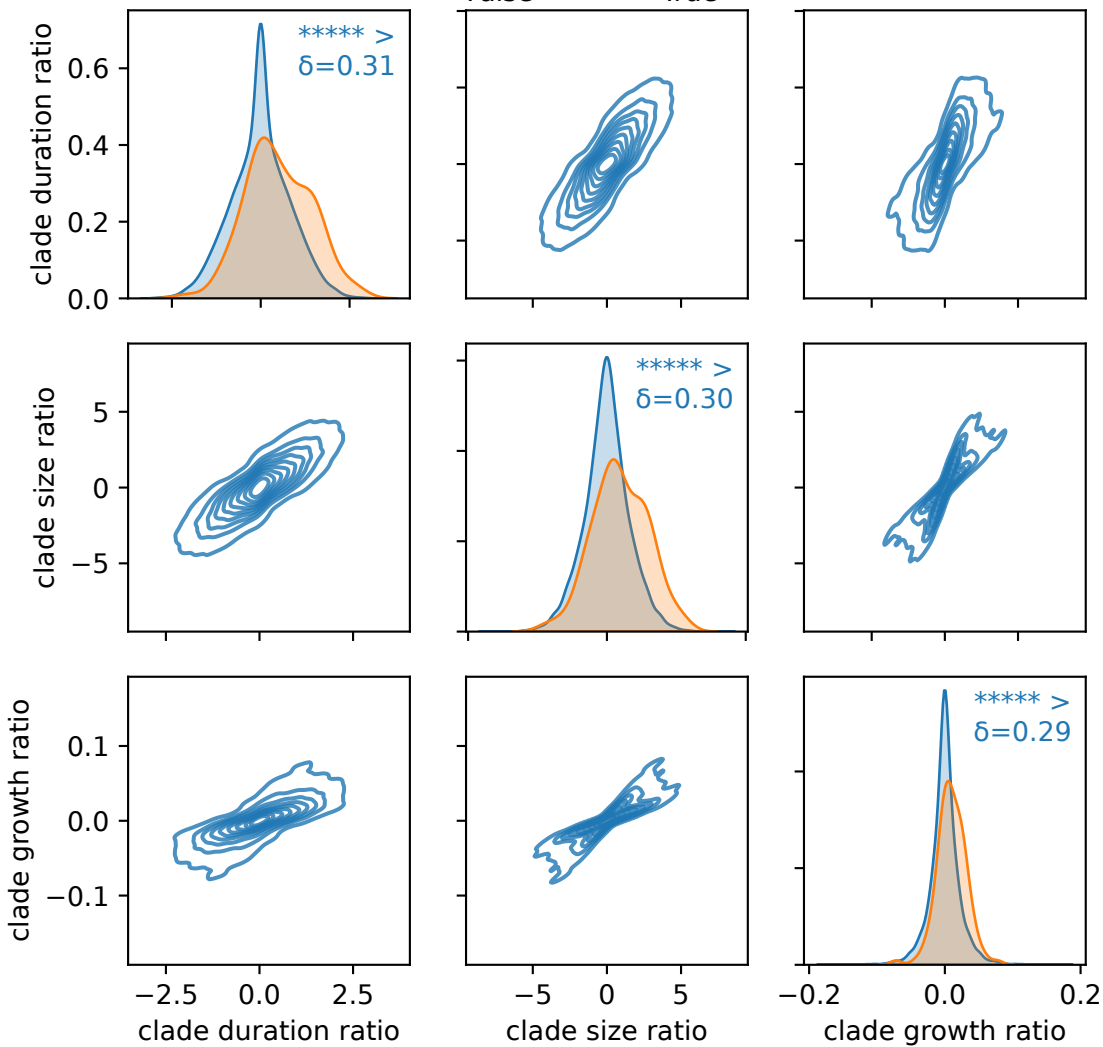 ***** >
δ=0.31
clade duration ratio
0.6
0.4
0.2
0.0
***** >
δ=0.30
clade size ratio
5
0
−5
***** >
δ=0.29
clade growth ratio
0.1
0.0
−0.1
−2.5 0.0 2.5 −5 0 5 −0.2 0.0 0.2
clade duration ratio clade size ratio clade growth ratio